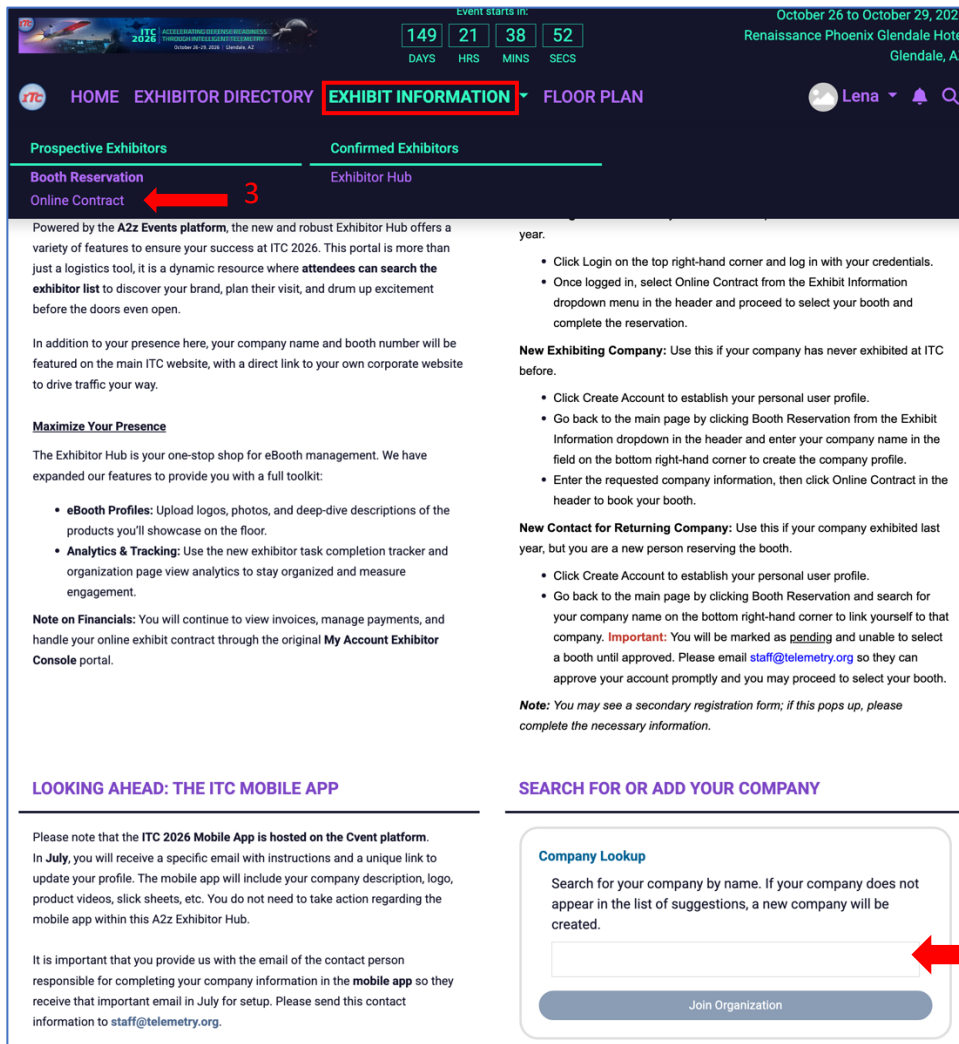 Event starts in:
October 26 to October 29, 202
ITC
2026
ACCELERATING DEFENSE READINESS
THROUGH INTELLIGENT TELEMETRY
October 26-29, 2026 | Glendale, AZ
149 21 38 52
DAYS HRS MINS SECS
Renaissance Phoenix Glendale Hote
Glendale, A
ITC HOME EXHIBITOR DIRECTORY EXHIBIT INFORMATION FLOOR PLAN Lena
Prospective Exhibitors
Confirmed Exhibitors
Booth Reservation
Exhibitor Hub
Online Contract 3
Powered by the A2z Events platform, the new and robust Exhibitor Hub offers a
variety of features to ensure your success at ITC 2026. This portal is more than
just a logistics tool, it is a dynamic resource where attendees can search the
exhibitor list to discover your brand, plan their visit, and drum up excitement
before the doors even open.
In addition to your presence here, your company name and booth number will be
featured on the main ITC website, with a direct link to your own corporate website
to drive traffic your way.
Maximize Your Presence
The Exhibitor Hub is your one-stop shop for eBooth management. We have
expanded our features to provide you with a full toolkit:
• eBooth Profiles: Upload logos, photos, and deep-dive descriptions of the
products you’ll showcase on the floor.
• Analytics & Tracking: Use the new exhibitor task completion tracker and
organization page view analytics to stay organized and measure
engagement.
Note on Financials: You will continue to view invoices, manage payments, and
handle your online exhibit contract through the original My Account Exhibitor
Console portal.
year.
• Click Login on the top right-hand corner and log in with your credentials.
• Once logged in, select Online Contract from the Exhibit Information
dropdown menu in the header and proceed to select your booth and
complete the reservation.
New Exhibiting Company: Use this if your company has never exhibited at ITC
before.
• Click Create Account to establish your personal user profile.
• Go back to the main page by clicking Booth Reservation from the Exhibit
Information dropdown in the header and enter your company name in the
field on the bottom right-hand corner to create the company profile.
• Enter the requested company information, then click Online Contract in the
header to book your booth.
New Contact for Returning Company: Use this if your company exhibited last
year, but you are a new person reserving the booth.
• Click Create Account to establish your personal user profile.
• Go back to the main page by clicking Booth Reservation and search for
your company name on the bottom right-hand corner to link yourself to that
company. Important: You will be marked as pending and unable to select
a booth until approved. Please email staff@telemetry.org so they can
approve your account promptly and you may proceed to select your booth.
Note: You may see a secondary registration form; if this pops up, please
complete the necessary information.
LOOKING AHEAD: THE ITC MOBILE APP
Please note that the ITC 2026 Mobile App is hosted on the Cvent platform.
In July, you will receive a specific email with instructions and a unique link to
update your profile. The mobile app will include your company description, logo,
product videos, slick sheets, etc. You do not need to take action regarding the
mobile app within this A2z Exhibitor Hub.
It is important that you provide us with the email of the contact person
responsible for completing your company information in the mobile app so they
receive that important email in July for setup. Please send this contact
information to staff@telemetry.org.
SEARCH FOR OR ADD YOUR COMPANY
Company Lookup
Search for your company by name. If your company does not
appear in the list of suggestions, a new company will be
created.
Join Organization